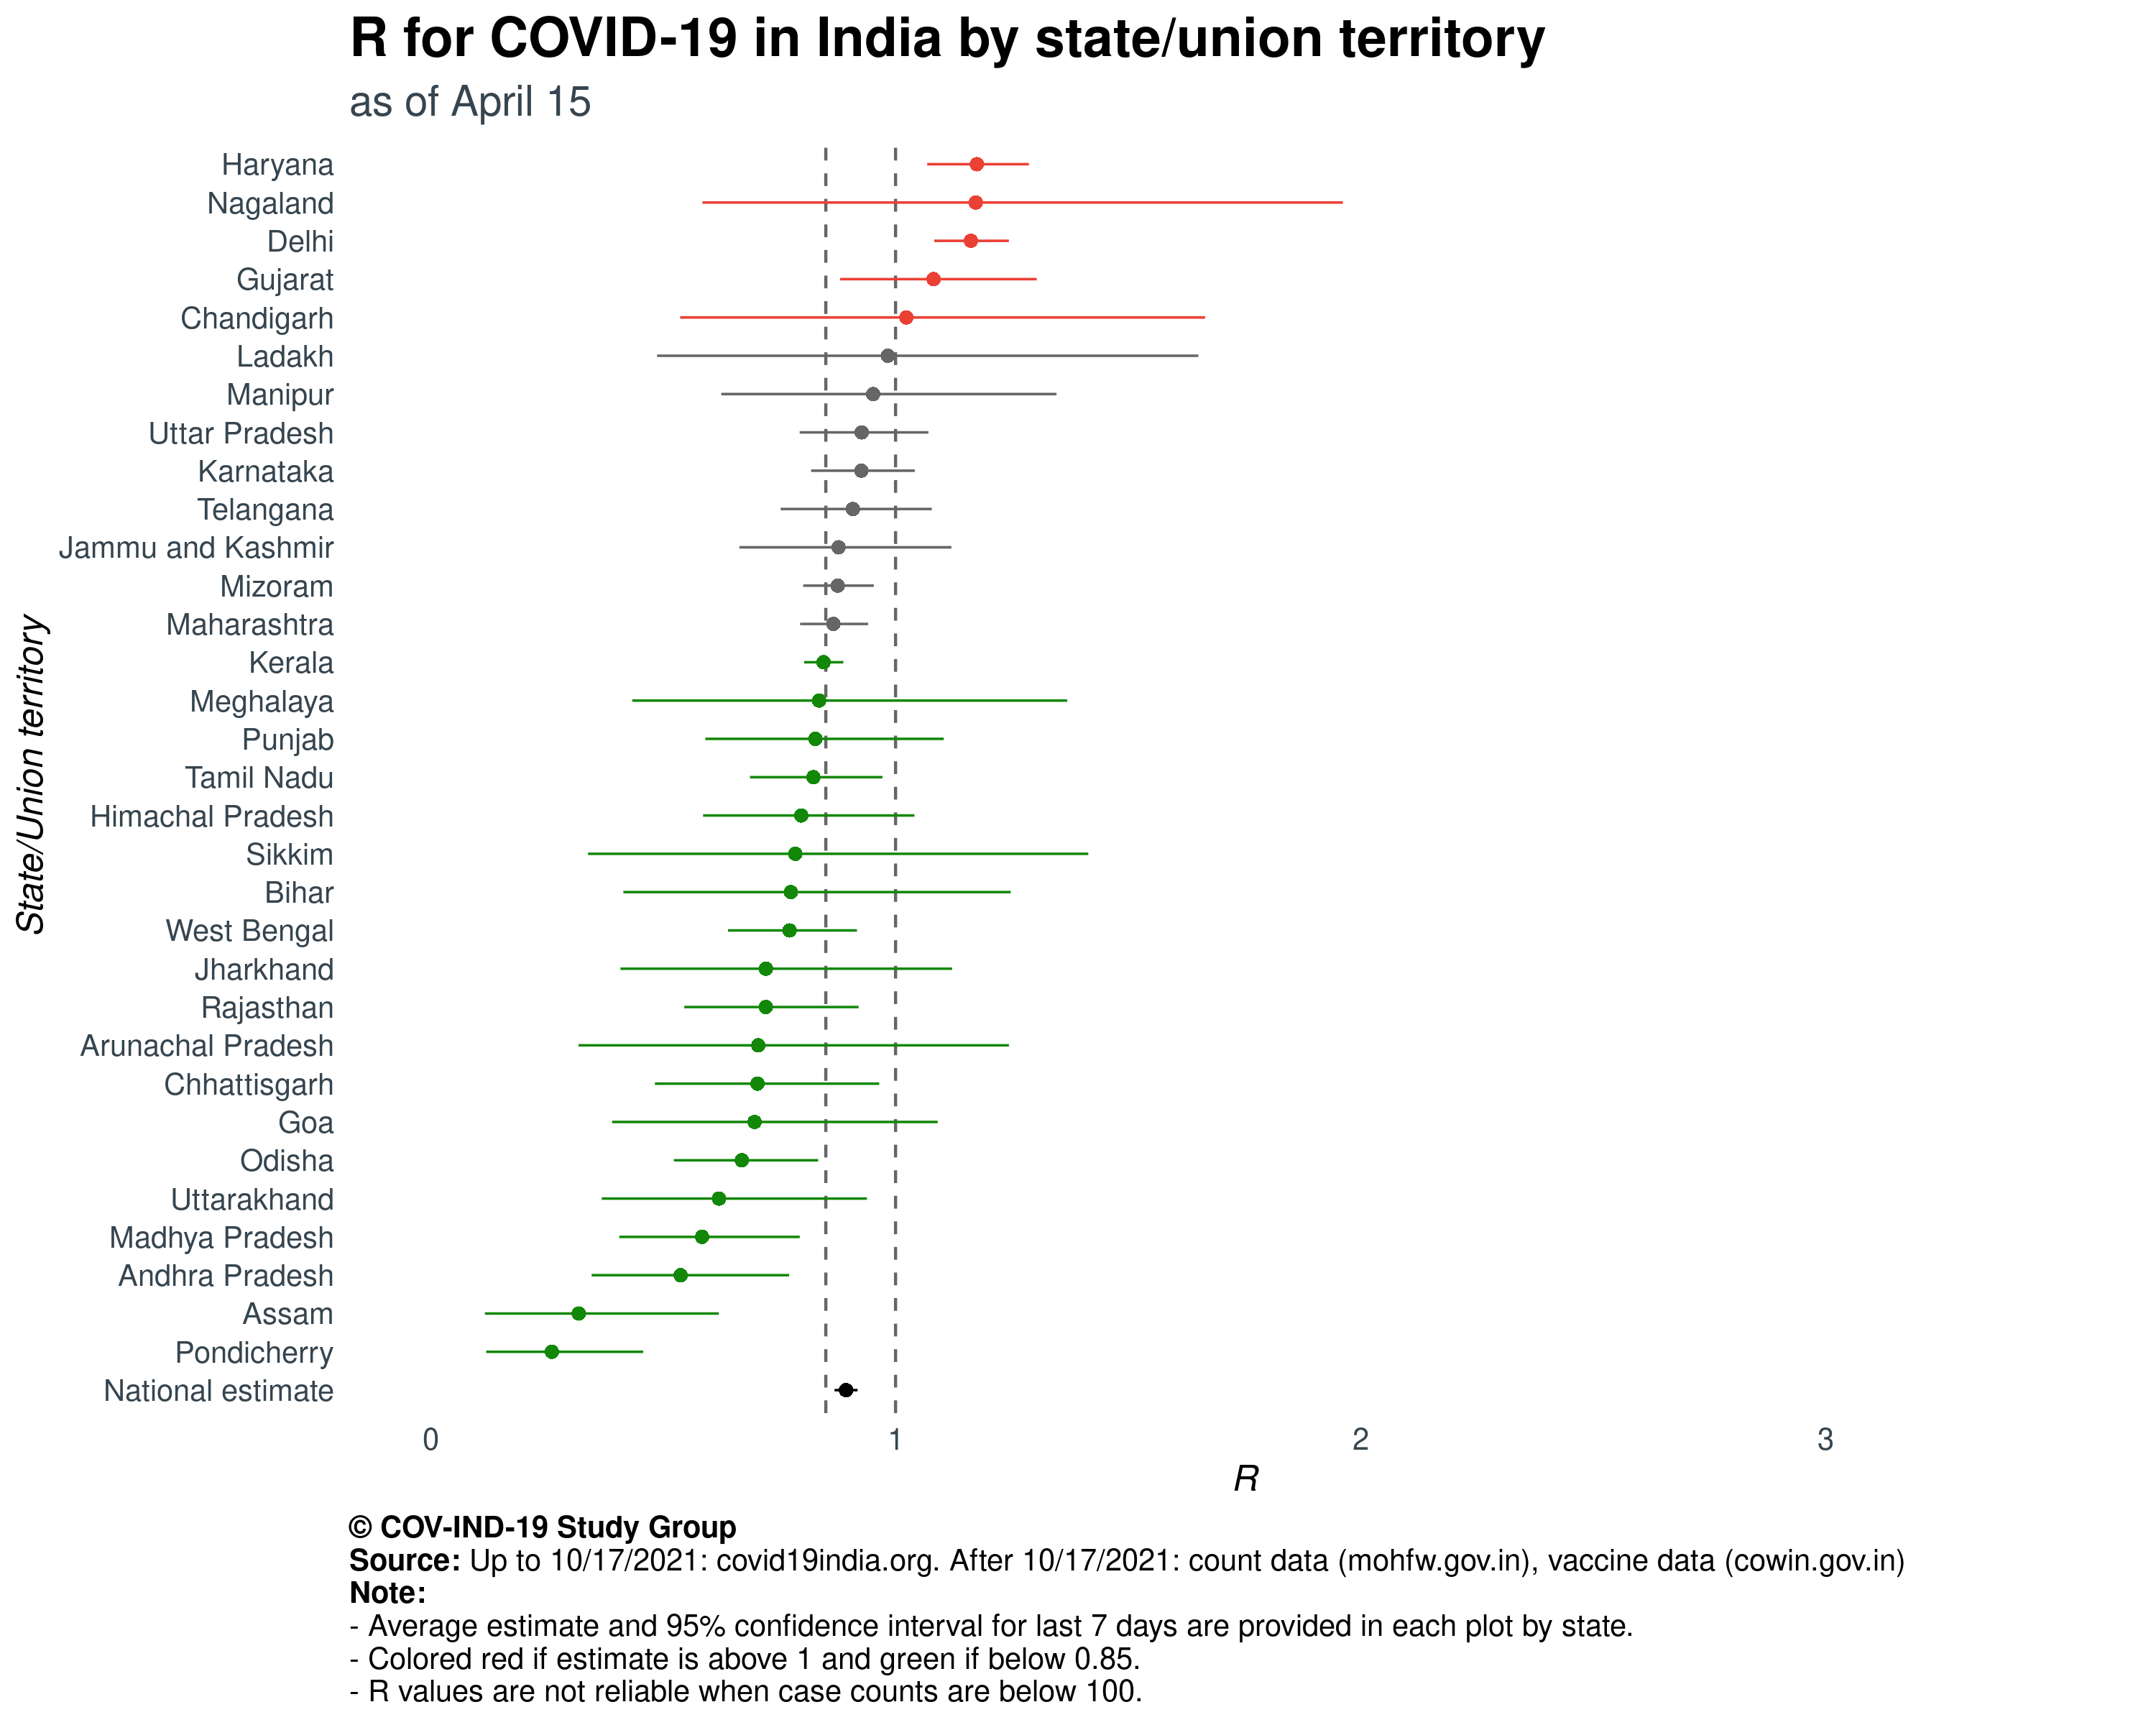 R for COVID-19 in India by state/union territory
as of April 15
Haryana
Nagaland
Delhi
Gujarat
Chandigarh
Ladakh
Manipur
Uttar Pradesh
Karnataka
Telangana
Jammu and Kashmir
Mizoram
Maharashtra
Kerala
Meghalaya
Punjab
Tamil Nadu
Himachal Pradesh
Sikkim
Bihar
West Bengal
Jharkhand
Rajasthan
Arunachal Pradesh
Chhattisgarh
Goa
Odisha
Uttarakhand
Madhya Pradesh
Andhra Pradesh
Assam
Pondicherry
National estimate
State/Union territory
0 1 2 3
R
© COV-IND-19 Study Group
Source: Up to 10/17/2021: covid19india.org. After 10/17/2021: count data (mohfw.gov.in), vaccine data (cowin.gov.in)
Note:
- Average estimate and 95% confidence interval for last 7 days are provided in each plot by state.
- Colored red if estimate is above 1 and green if below 0.85.
- R values are not reliable when case counts are below 100.